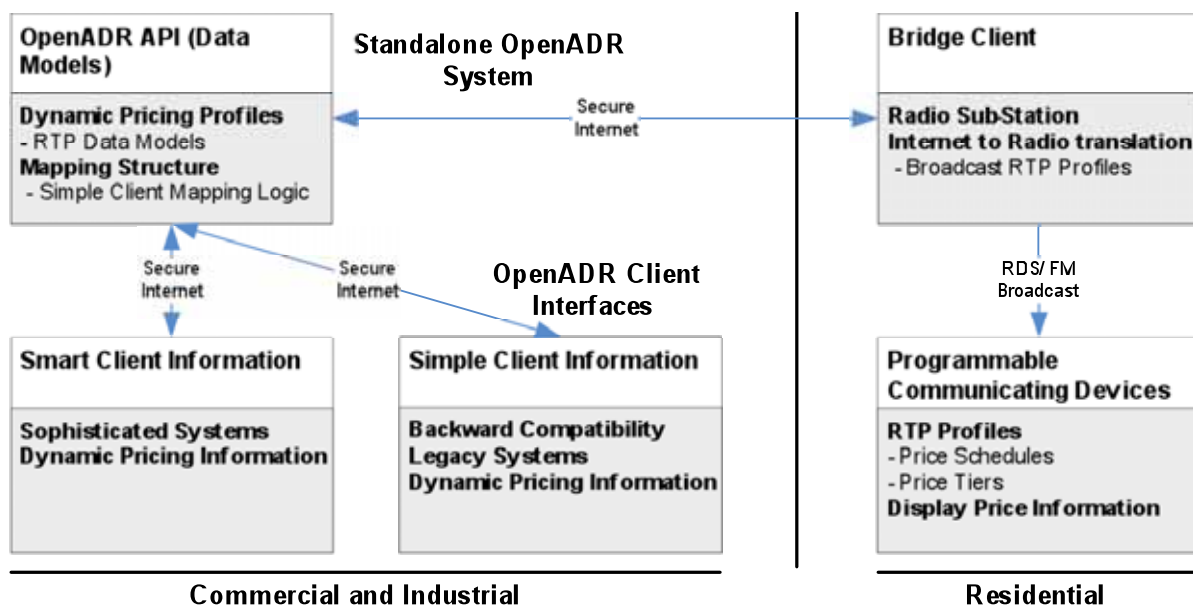 OpenADR API (Data
Models)
Dynamic Pricing Profiles
- RTP Data Models
Mapping Structure
- Simple Client Mapping Logic
Standalone OpenADR
System
Secure
Internet
Bridge Client
Radio Sub-Station
Internet to Radio translation
- Broadcast RTP Profiles
Secure
Internet
Secure
Internet
OpenADR Client
Interfaces
RDS/ FM
Broadcast
Smart Client Information
Sophisticated Systems
Dynamic Pricing Information
Simple Client Information
Backward Compatibility
Legacy Systems
Dynamic Pricing Information
Programmable
Communicating Devices
RTP Profiles
- Price Schedules
- Price Tiers
Display Price Information
Commercial and Industrial
Residential